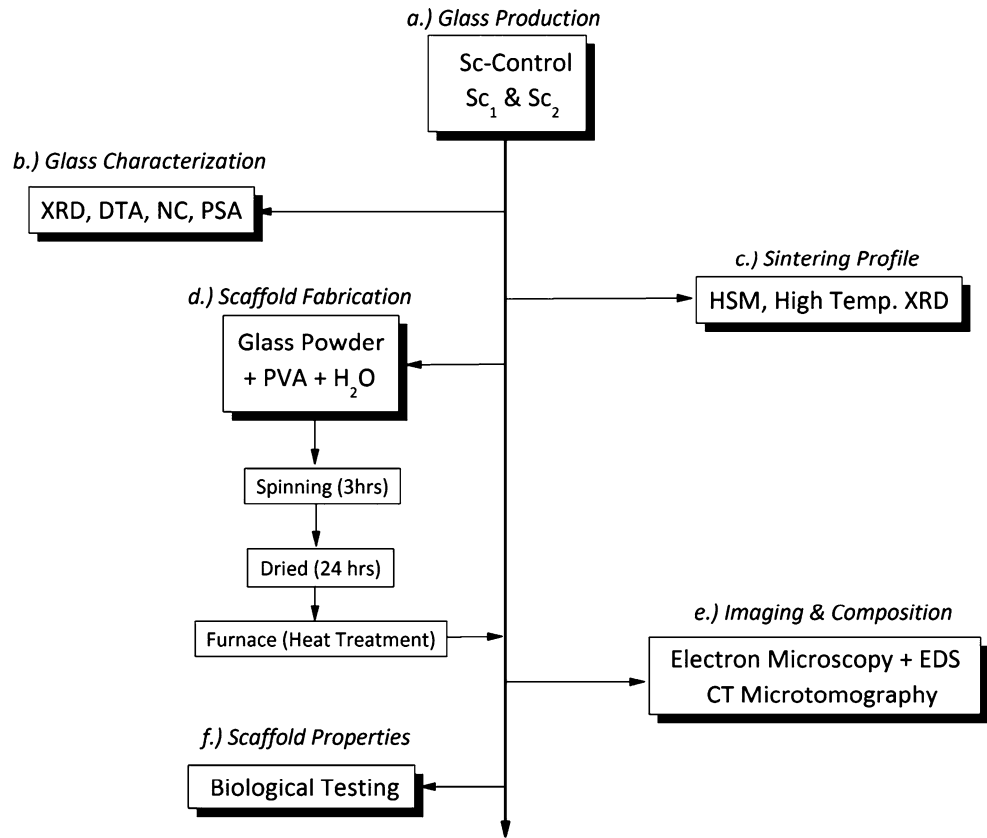 a.) Glass Production
Sc-Control
Sc₁ & Sc₂
b.) Glass Characterization
XRD, DTA, NC, PSA
c.) Sintering Profile
HSM, High Temp. XRD
d.) Scaffold Fabrication
Glass Powder
+ PVA + H₂O
Spinning (3hrs)
Dried (24 hrs)
Furnace (Heat Treatment)
e.) Imaging & Composition
Electron Microscopy + EDS
CT Microtomography
f.) Scaffold Properties
Biological Testing